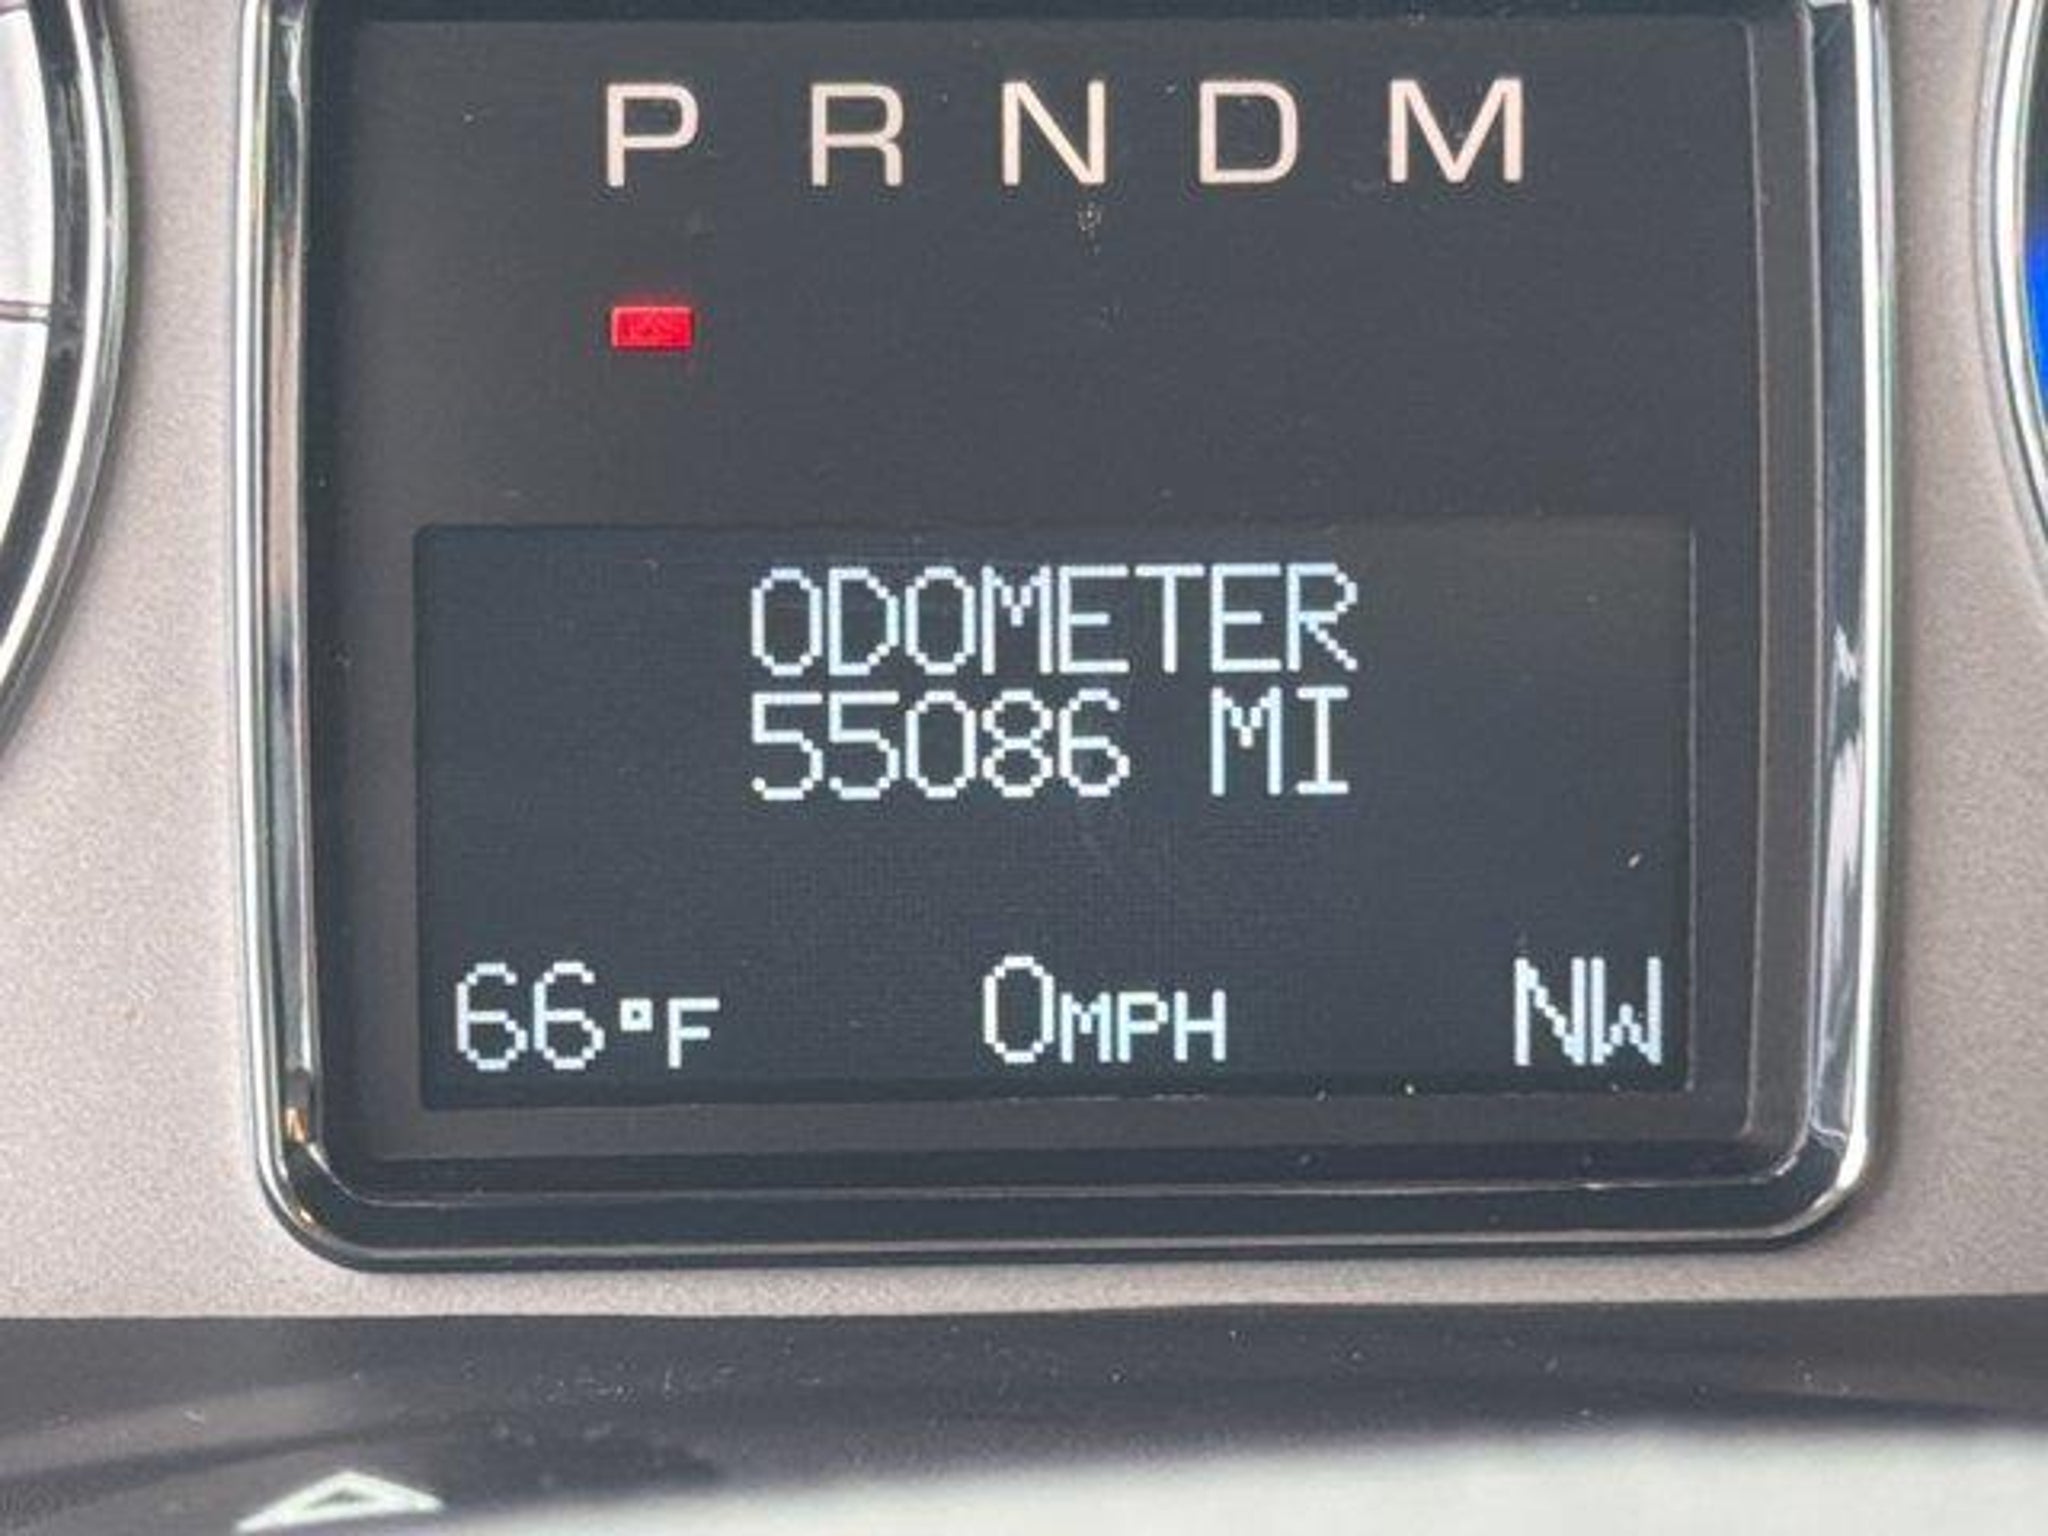 P R N D M
ODOMETER
55086 MI
66°F 0MPH NW